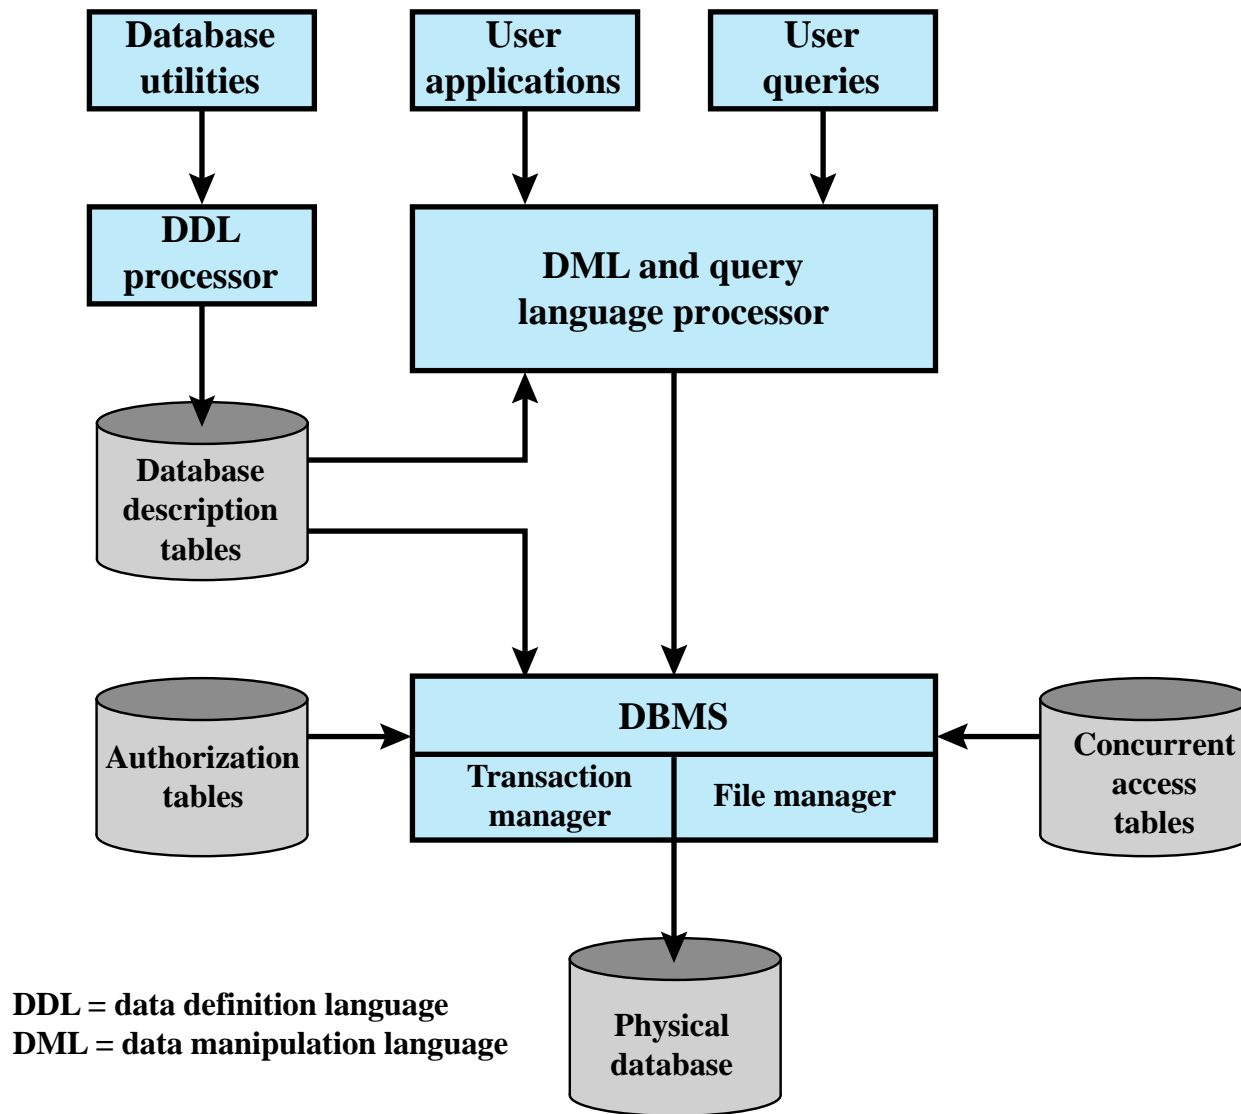 Database
utilities
User
applications
User
queries
DDL
processor
DML and query
language processor
Database
description
tables
DBMS
Authorization
tables
Transaction
manager
File manager
Concurrent
access
tables
DDL = data definition language
DML = data manipulation language
Physical
database